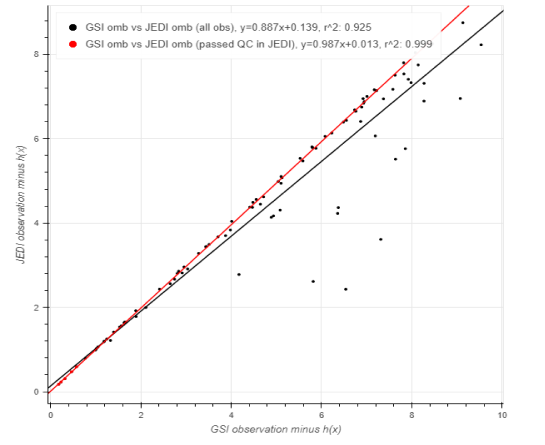 GSI omb vs JEDI omb (all obs), y=0.887x+0.139, r^2: 0.925
GSI omb vs JEDI omb (passed QC in JEDI), y=0.987x+0.013, r^2: 0.999
JEDI observation minus h(x)
8
6
4
2
0
0 2 4 6 8 10
GSI observation minus h(x)